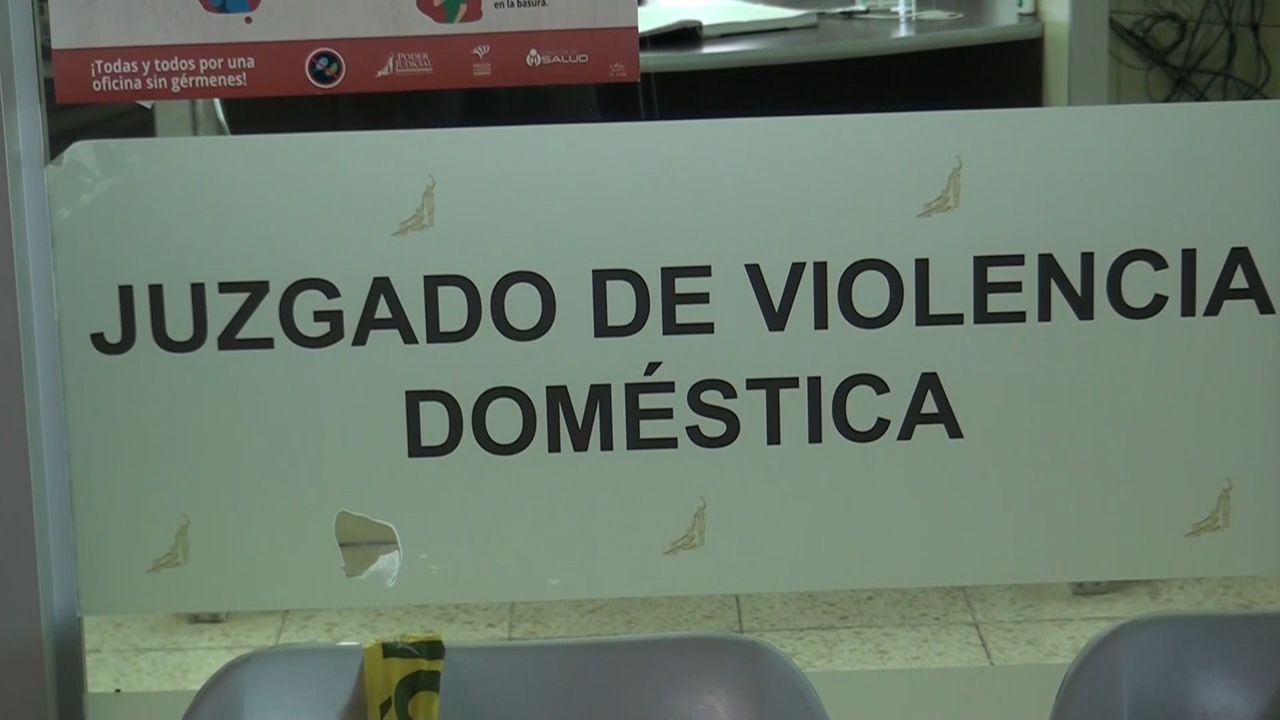 en la basura.
¡Todas y todos por una
oficina sin gérmenes!
PODER
JUDICIAL
SALUD
JUZGADO DE VIOLENCIA
DOMÉSTICA